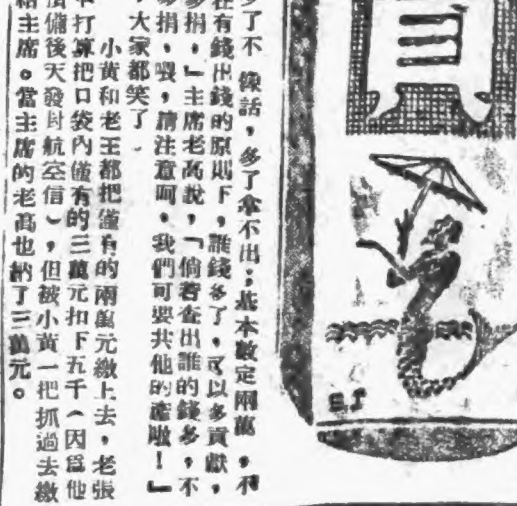 多了不像話，多了拿不出；基本數定兩萬，不
在有錢出錢的原則下，誰錢多了，可以多貢獻，
多捐。」主席老高說，「倘若查出誰的錢多，不
多捐，喂，請注意呵，我們可要共他的產啦！」
，大家都笑了。
小黃和老王都把僅有的兩萬元繳上去，老張
本打算把口袋內僅有的三萬元扣下五千（因爲他
預備後天發封航空信），但被小黃一把抓過去繳
給主席。當主席的老高也納了三萬元。